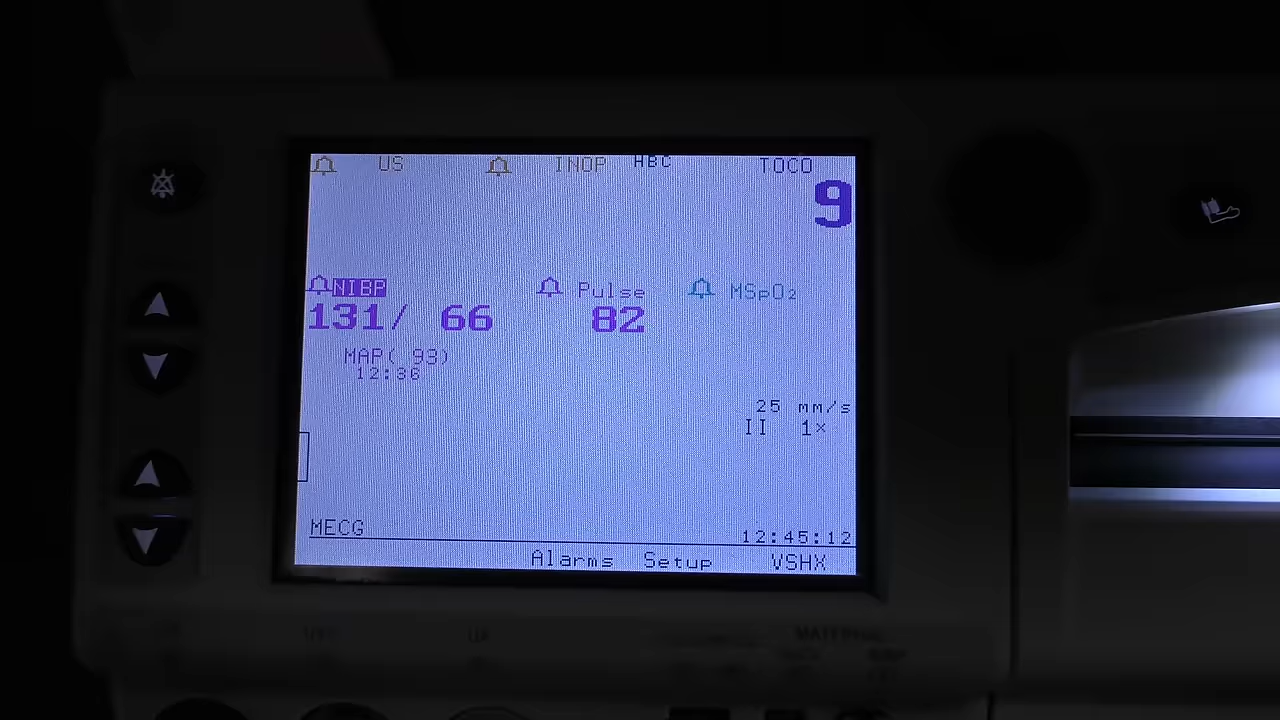 US INOP HBC TOCO
9
NIBP Pulse MSpO₂
131/ 66 82
MAP( 93)
12:36
25 mm/s
II 1×
MECG
12:45:12
Alarms Setup VSHX